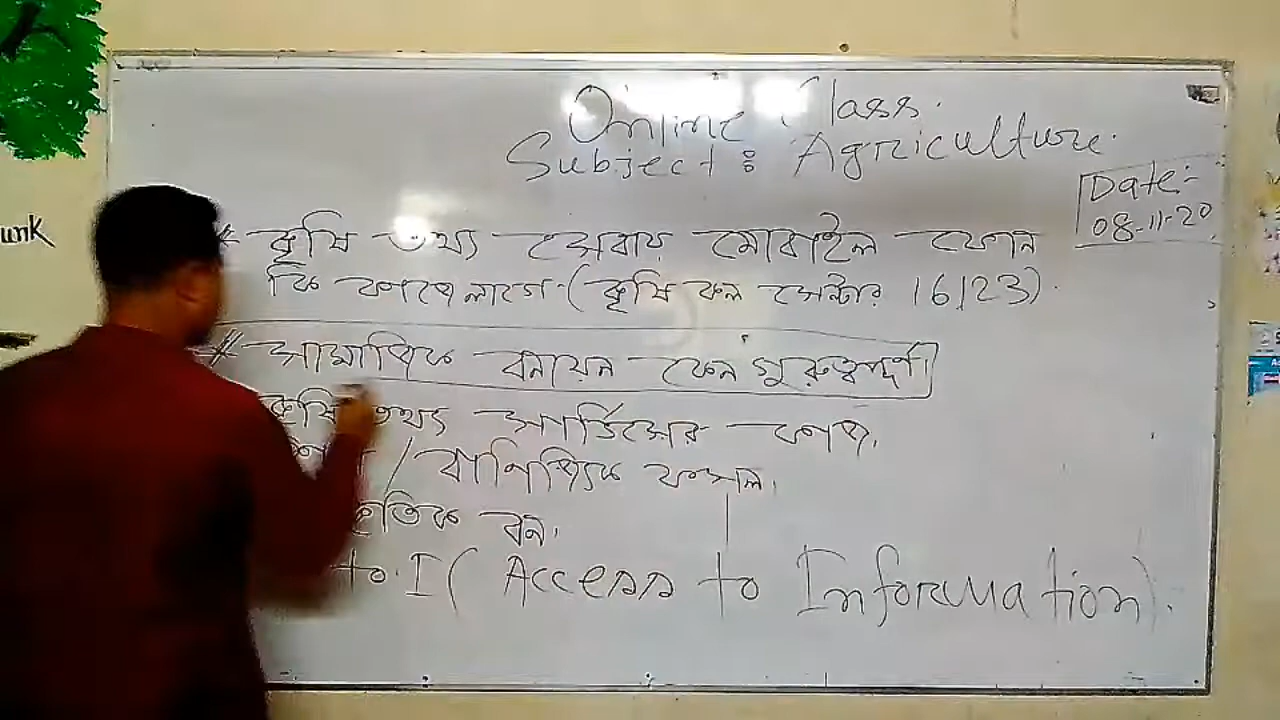 Online Class.
Subject: Agriculture.
Date:-
08-11-20
# কৃষি তথ্য সেবায় মোবাইল ফোন
কি কাজে লাগে (কৃষি কল সেন্টার 16123).
# সামাজিক বনায়ন কেন গুরুত্বপূর্ণ
কৃষি তথ্য সার্ভিসের কাজ.
/ বাণিজ্যিক ফসল.
বন.
to I (Access to Information).